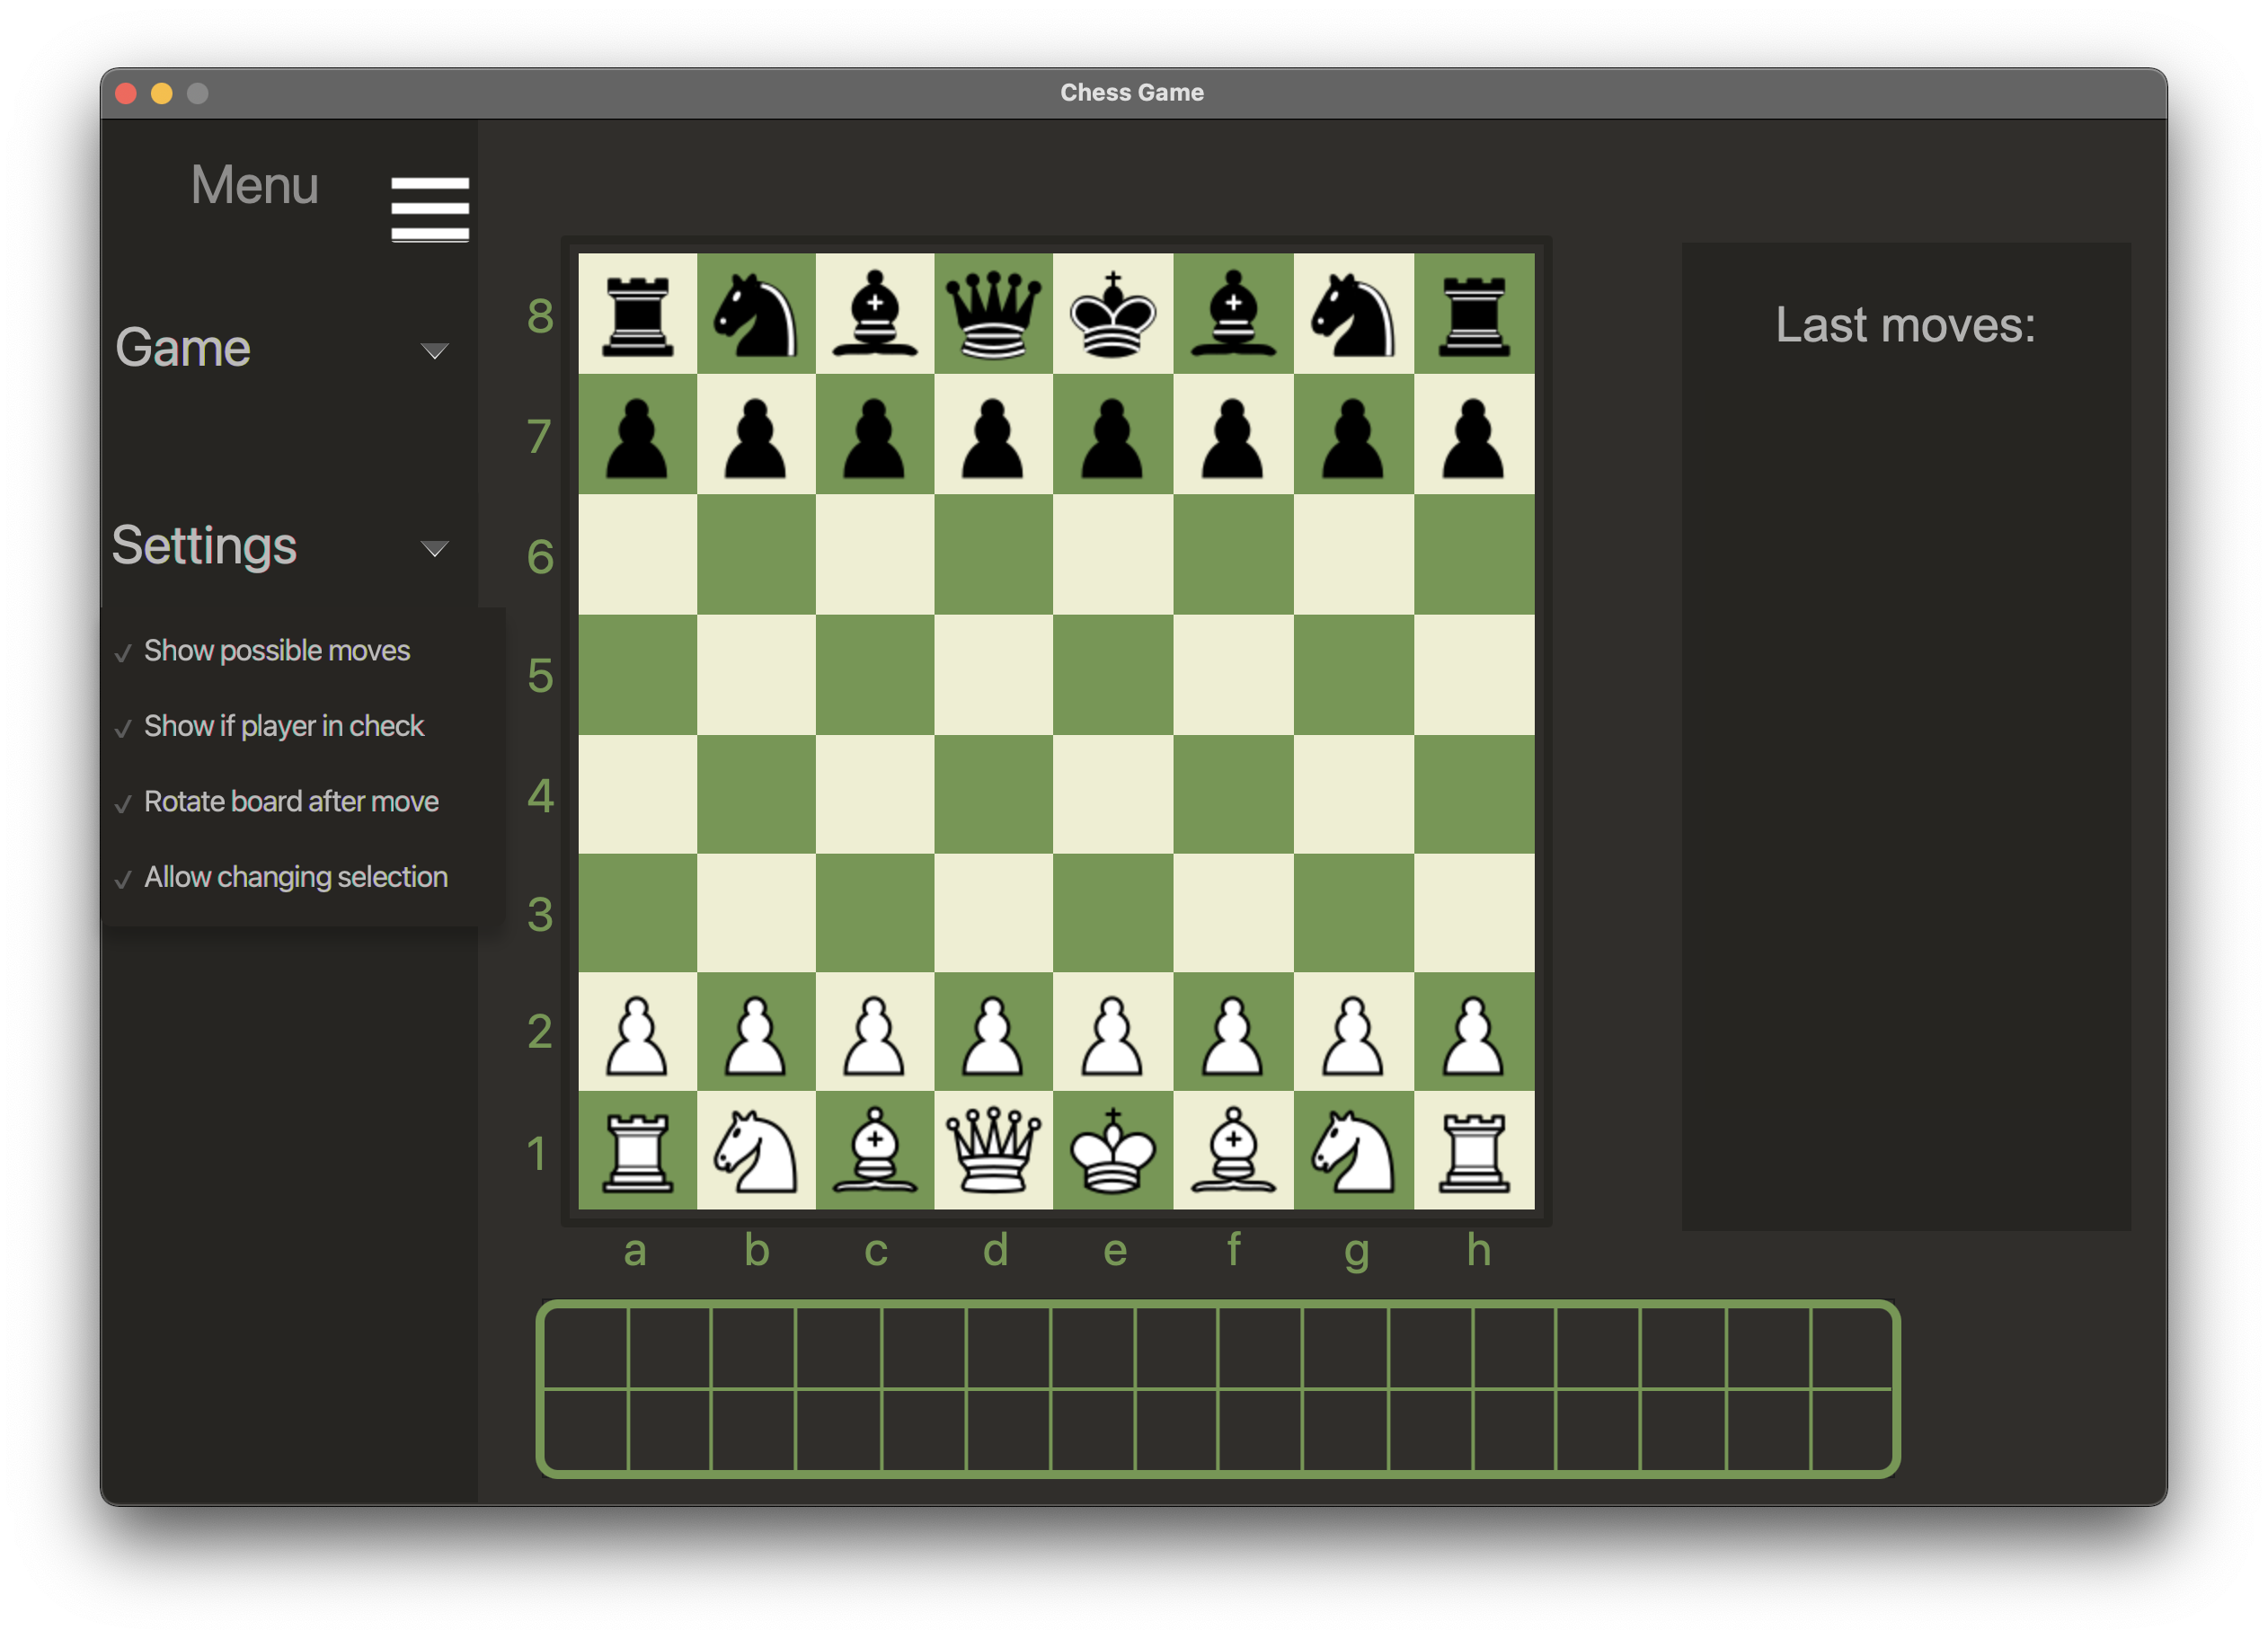 Chess Game
Menu
Game
Settings
✓ Show possible moves
✓ Show if player in check
✓ Rotate board after move
✓ Allow changing selection
8
7
6
5
4
3
2
1
a b c d e f g h
Last moves: